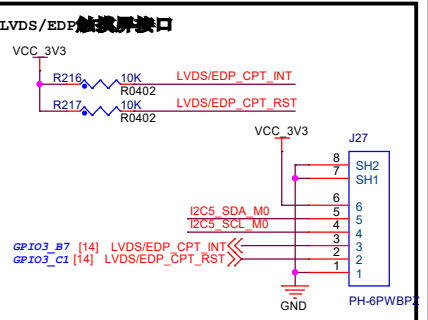 LVDS/EDP触摸屏接口
VCC_3V3
R216 10K LVDS/EDP_CPT_INT
R0402
R217 10K LVDS/EDP_CPT_RST
R0402
VCC_3V3
J27
8 SH2
7 SH1
6 6
I2C5_SDA_M0 5 5
I2C5_SCL_M0 4 4
GPIO3_B7 [14] LVDS/EDP_CPT_INT 3 3
GPIO3_C1 [14] LVDS/EDP_CPT_RST 2 2
1 1
GND
PH-6PWBPZ